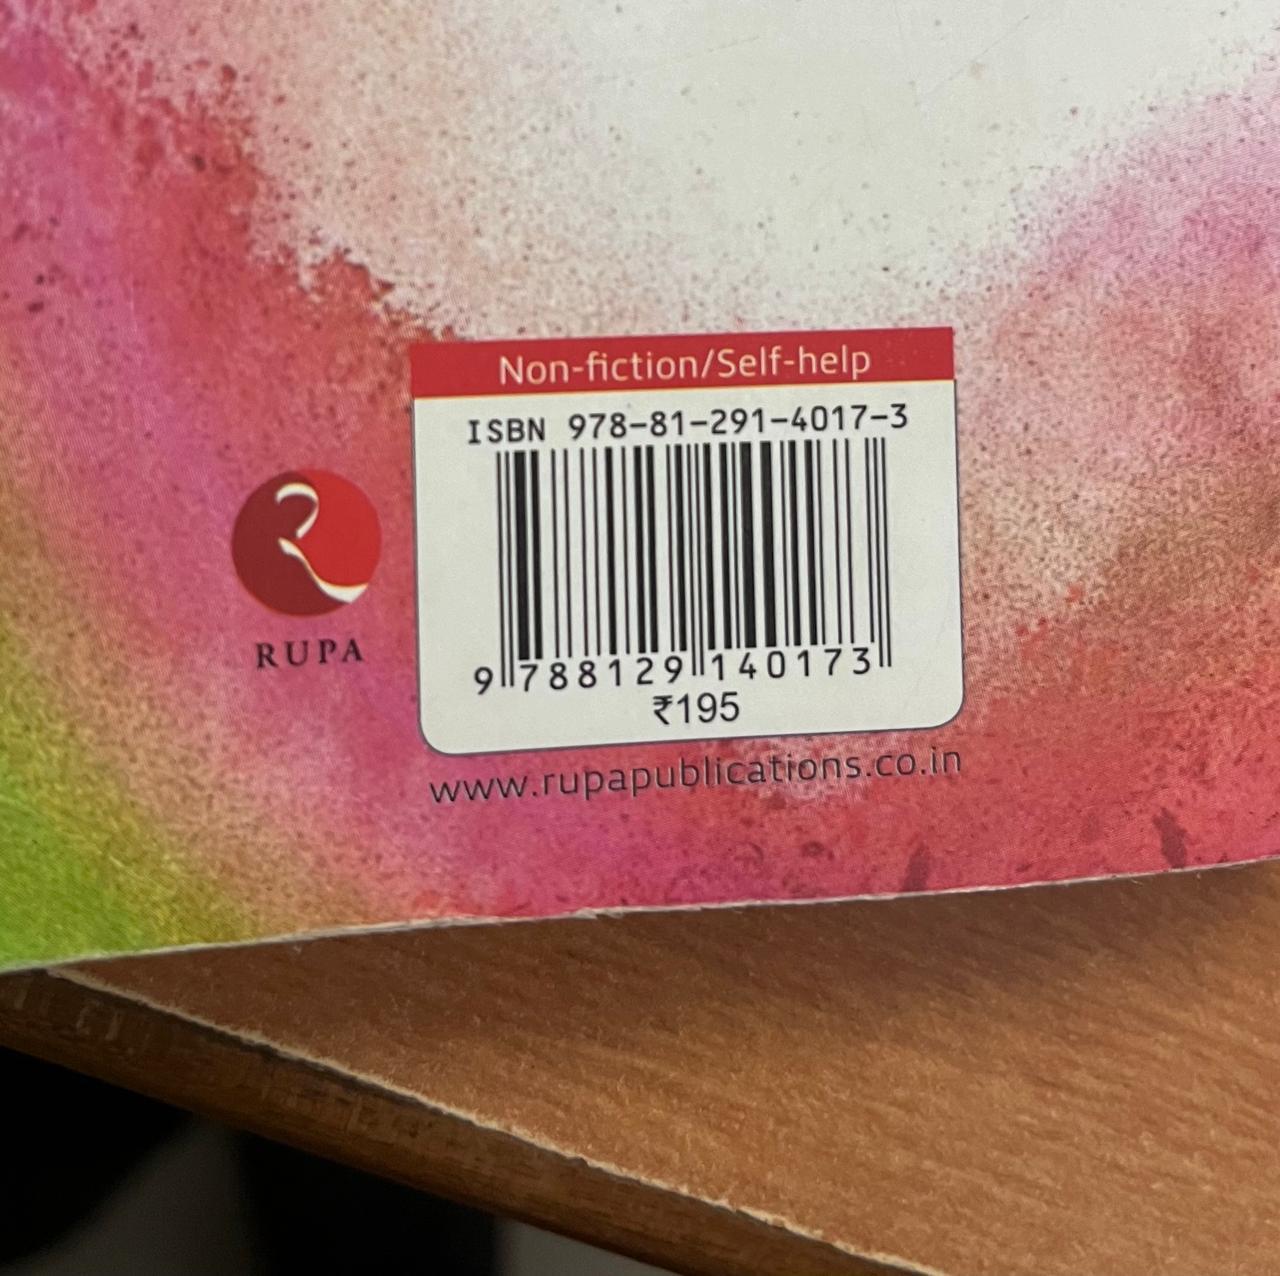 Non-fiction/Self-help
ISBN 978-81-291-4017-3
9 788129 140173
₹195
RUPA
www.rupapublications.co.in